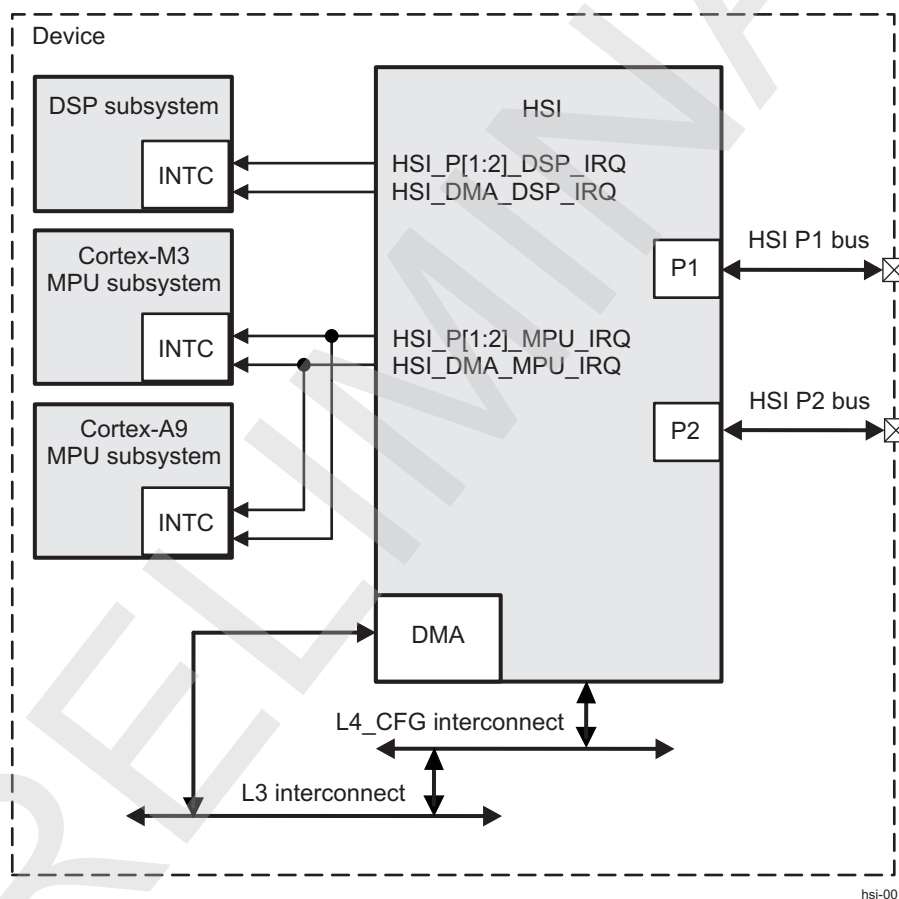 Device
DSP subsystem
INTC
HSI
HSI_P[1:2]_DSP_IRQ
HSI_DMA_DSP_IRQ
HSI P1 bus
P1
Cortex-M3
MPU subsystem
INTC
HSI_P[1:2]_MPU_IRQ
HSI_DMA_MPU_IRQ
HSI P2 bus
P2
Cortex-A9
MPU subsystem
INTC
DMA
L4_CFG interconnect
L3 interconnect
hsi-00
RELIMINA